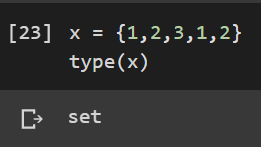 [23] x = {1,2,3,1,2}
type(x)
set